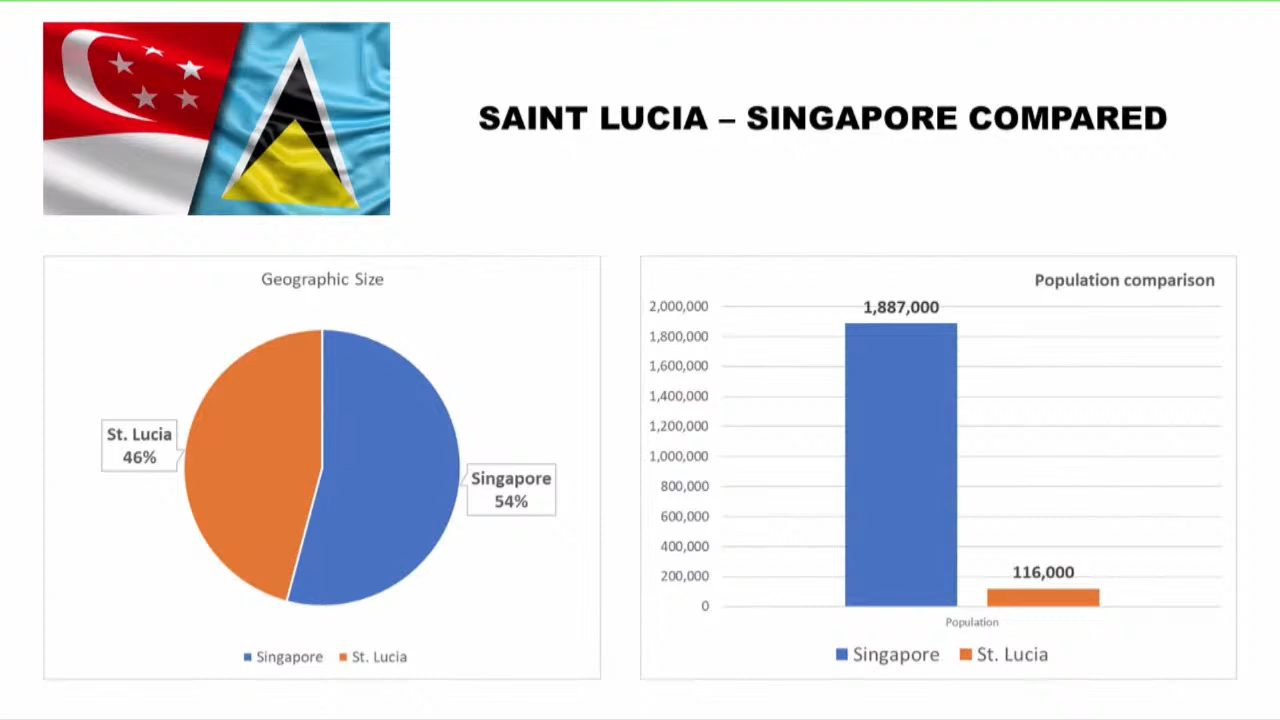 SAINT LUCIA – SINGAPORE COMPARED
Geographic Size
St. Lucia
46%
Singapore
54%
Singapore St. Lucia
Population comparison
2,000,000
1,800,000
1,600,000
1,400,000
1,200,000
1,000,000
800,000
600,000
400,000
200,000
0
1,887,000
116,000
Population
Singapore St. Lucia